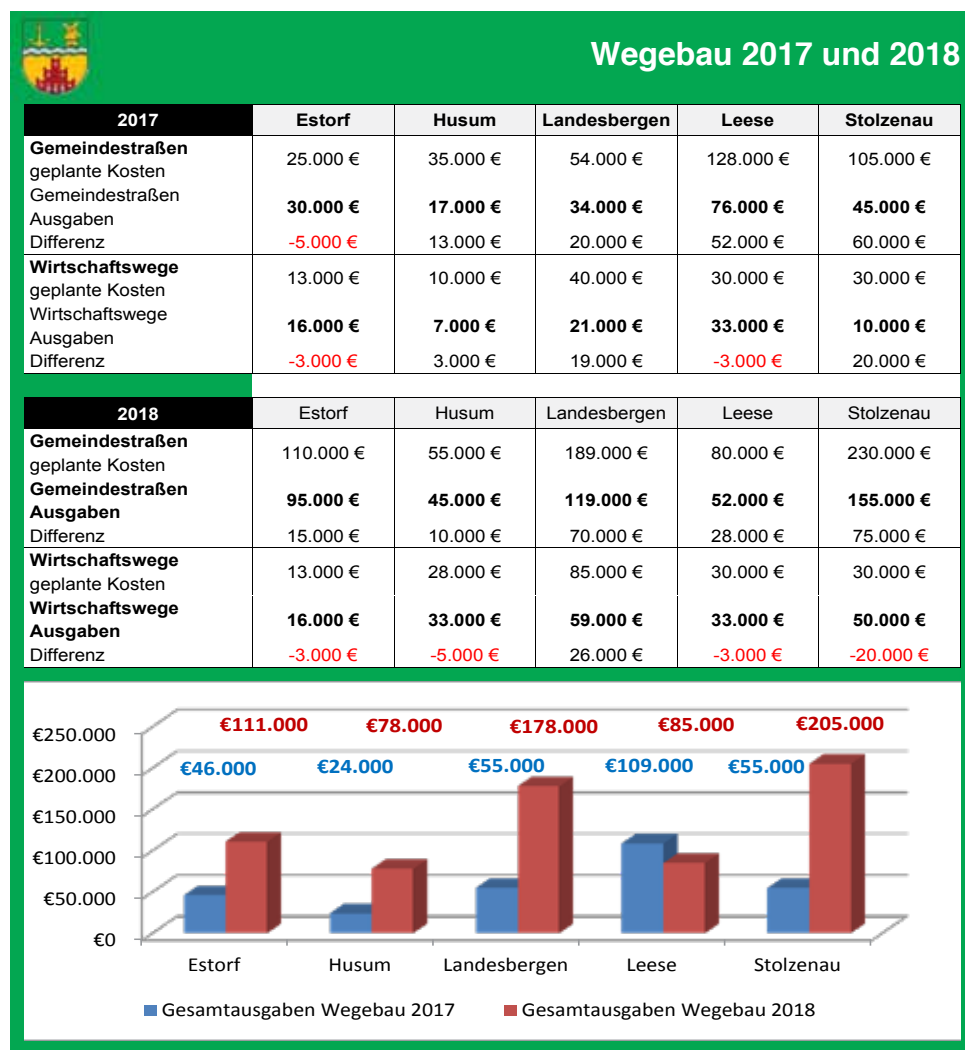 Wegebau 2017 und 2018
2017 Estorf Husum Landesbergen Leese Stolzenau
Gemeindestraßen
geplante Kosten 25.000 € 35.000 € 54.000 € 128.000 € 105.000 €
Gemeindestraßen
Ausgaben 30.000 € 17.000 € 34.000 € 76.000 € 45.000 €
Differenz -5.000 € 13.000 € 20.000 € 52.000 € 60.000 €
Wirtschaftswege
geplante Kosten 13.000 € 10.000 € 40.000 € 30.000 € 30.000 €
Wirtschaftswege
Ausgaben 16.000 € 7.000 € 21.000 € 33.000 € 10.000 €
Differenz -3.000 € 3.000 € 19.000 € -3.000 € 20.000 €
2018 Estorf Husum Landesbergen Leese Stolzenau
Gemeindestraßen
geplante Kosten 110.000 € 55.000 € 189.000 € 80.000 € 230.000 €
Gemeindestraßen
Ausgaben 95.000 € 45.000 € 119.000 € 52.000 € 155.000 €
Differenz 15.000 € 10.000 € 70.000 € 28.000 € 75.000 €
Wirtschaftswege
geplante Kosten 13.000 € 28.000 € 85.000 € 30.000 € 30.000 €
Wirtschaftswege
Ausgaben 16.000 € 33.000 € 59.000 € 33.000 € 50.000 €
Differenz -3.000 € -5.000 € 26.000 € -3.000 € -20.000 €
€111.000 €78.000 €178.000 €85.000 €205.000
€46.000 €24.000 €55.000 €109.000 €55.000
€250.000
€200.000
€150.000
€100.000
€50.000
€0
Estorf Husum Landesbergen Leese Stolzenau
Gesamtausgaben Wegebau 2017 Gesamtausgaben Wegebau 2018